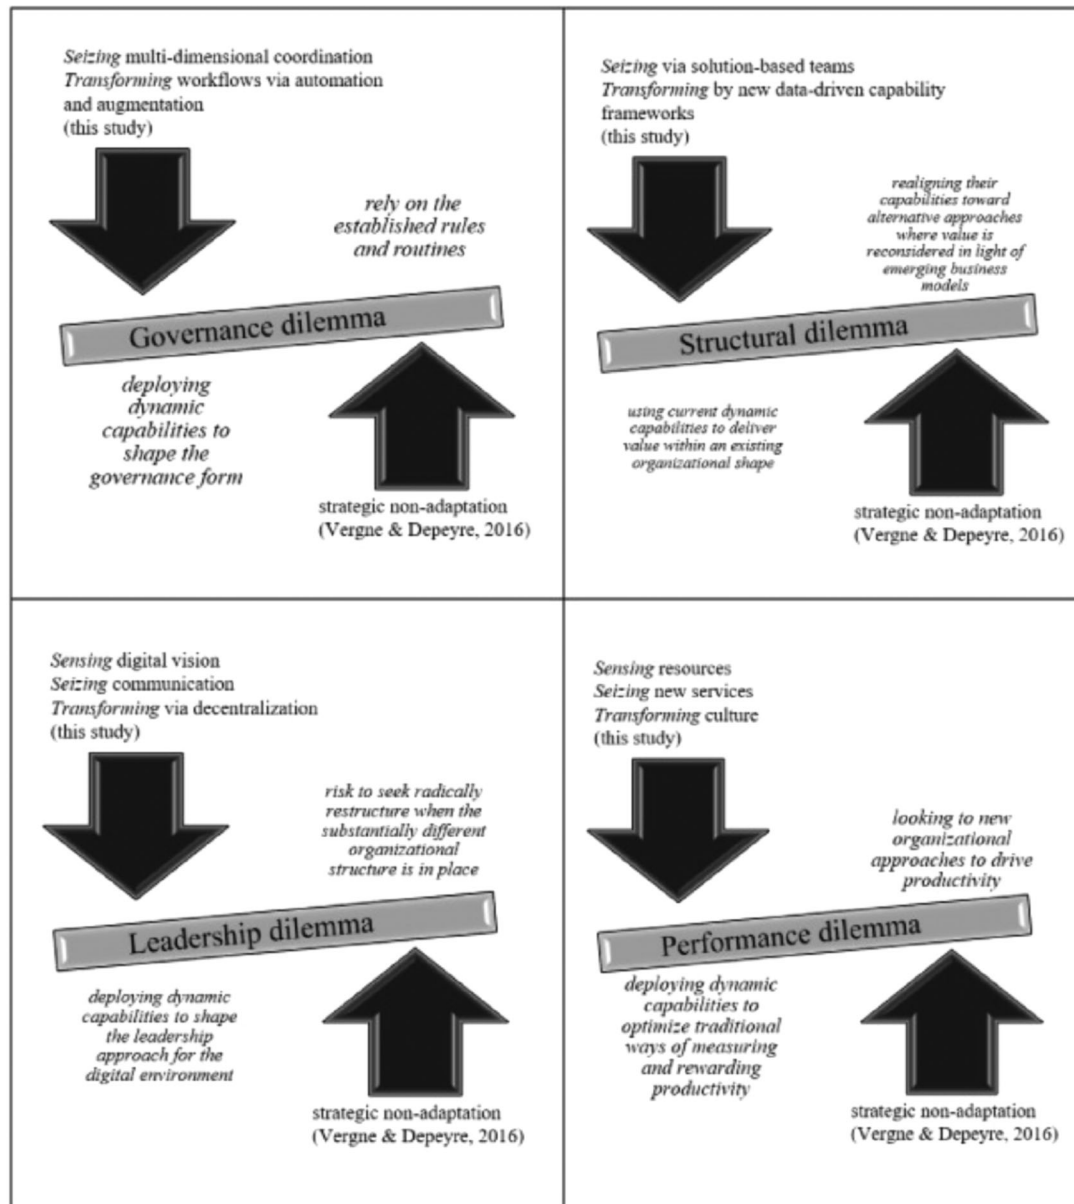 Seizing multi-dimensional coordination
Transforming workflows via automation
and augmentation
(this study)
rely on the
established rules
and routines
Governance dilemma
deploying
dynamic
capabilities to
shape the
governance form
strategic non-adaptation
(Vergne & Depeyre, 2016)
Seizing via solution-based teams
Transforming by new data-driven capability
frameworks
(this study)
realigning their
capabilities toward
alternative approaches
where value is
reconsidered in light of
emerging business
models
Structural dilemma
using current dynamic
capabilities to deliver
value within an existing
organizational shape
strategic non-adaptation
(Vergne & Depeyre, 2016)
Sensing digital vision
Seizing communication
Transforming via decentralization
(this study)
risk to seek radically
restructure when the
substantially different
organizational
structure is in place
Leadership dilemma
deploying dynamic
capabilities to shape
the leadership
approach for the
digital environment
strategic non-adaptation
(Vergne & Depeyre, 2016)
Sensing resources
Seizing new services
Transforming culture
(this study)
looking to new
organizational
approaches to drive
productivity
Performance dilemma
deploying dynamic
capabilities to
optimize traditional
ways of measuring
and rewarding
productivity
strategic non-adaptation
(Vergne & Depeyre, 2016)